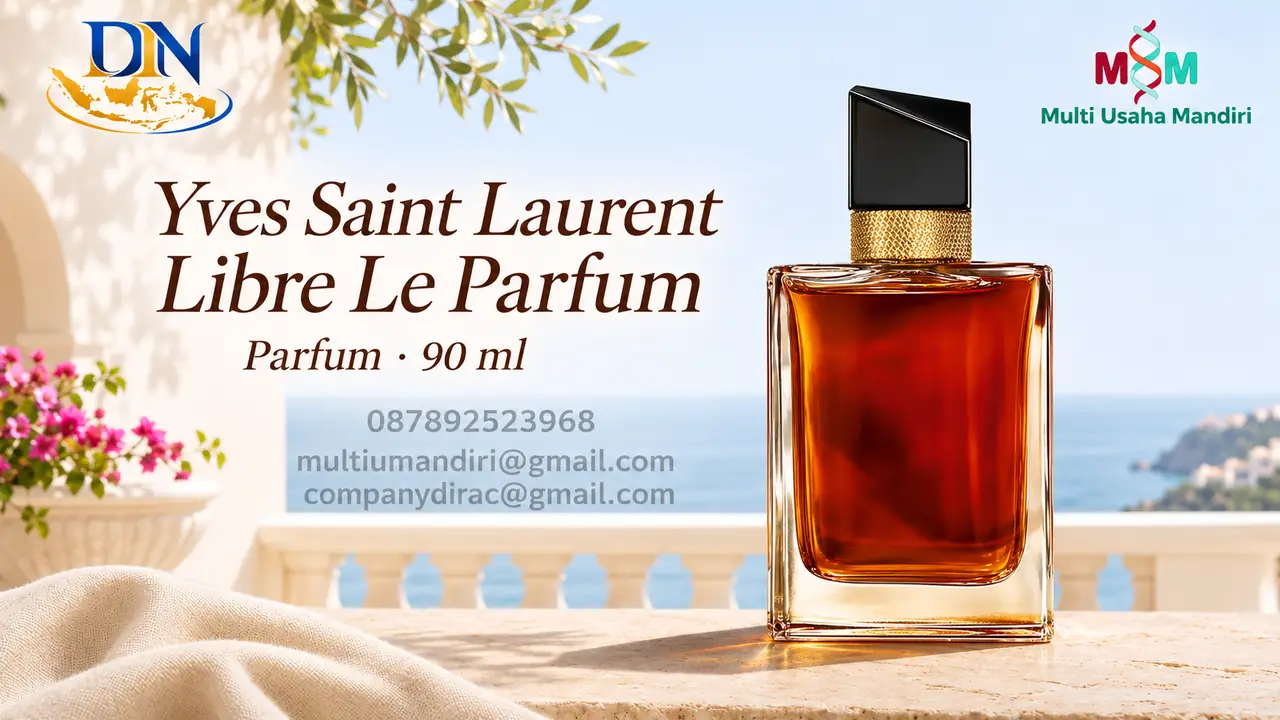 DIN
M M
Multi Usaha Mandiri
Yves Saint Laurent
Libre Le Parfum
Parfum · 90 ml
087892523968
multiumandiri@gmail.com
companydirac@gmail.com